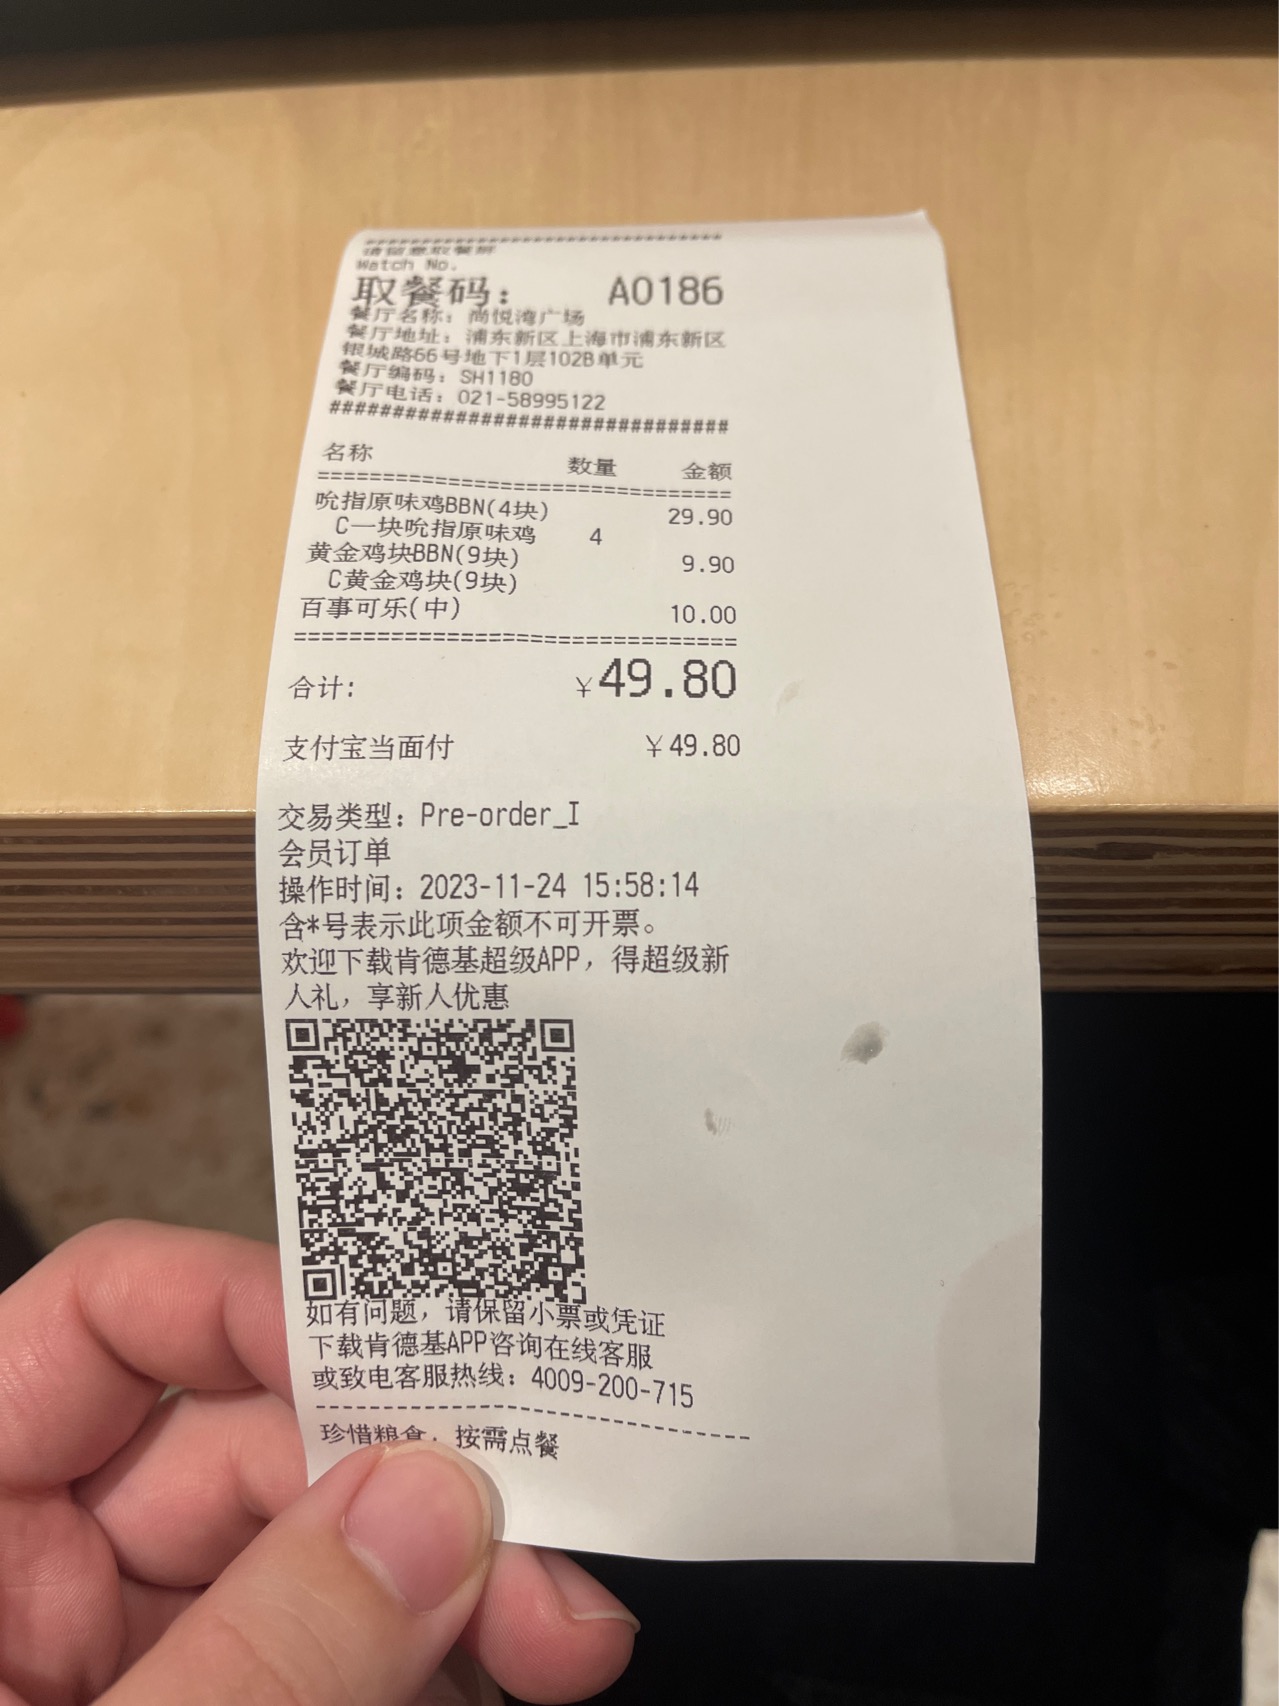 ################################
请留意取餐屏
Watch No.
取餐码： A0186
餐厅名称：尚悦湾广场
餐厅地址：浦东新区上海市浦东新区
银城路66号地下1层102B单元
餐厅编码：SH1180
餐厅电话：021-58995122
################################
名称 数量 金额
================================
吮指原味鸡BBN(4块) 29.90
C一块吮指原味鸡 4
黄金鸡块BBN(9块) 9.90
C黄金鸡块(9块)
百事可乐(中) 10.00
================================
合计: ￥49.80
支付宝当面付 ￥49.80
交易类型：Pre-order_I
会员订单
操作时间：2023-11-24 15:58:14
含*号表示此项金额不可开票。
欢迎下载肯德基超级APP，得超级新
人礼，享新人优惠
如有问题，请保留小票或凭证
下载肯德基APP咨询在线客服
或致电客服热线：4009-200-715
--------------------------------
珍惜粮食，按需点餐